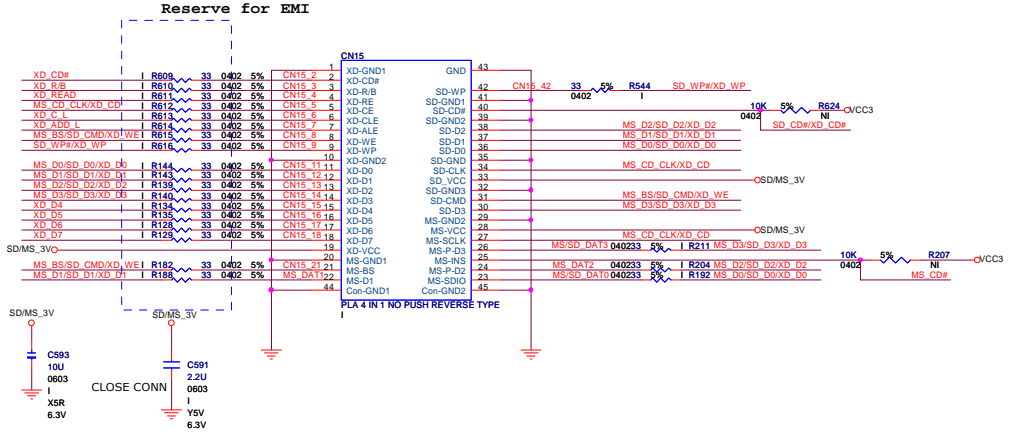 Reserve for EMI
CN15
XD_CD# I R609 33 0402 5% CN15_2
XD_R/B I R610 33 0402 5% CN15_3
XD_READ I R611 33 0402 5% CN15_4
MS_CD_CLK/XD_CD I R612 33 0402 5% CN15_5
XD_C_L I R613 33 0402 5% CN15_6
XD_ADD_L I R614 33 0402 5% CN15_7
MS_BS/SD_CMD/XD_WE I R615 33 0402 5% CN15_8
SD_WP#/XD_WP I R616 33 0402 5% CN15_9
MS_D0/SD_D0/XD_D0 I R144 33 0402 5% CN15_11
MS_D1/SD_D1/XD_D1 I R143 33 0402 5% CN15_12
MS_D2/SD_D2/XD_D2 I R139 33 0402 5% CN15_13
MS_D3/SD_D3/XD_D3 I R140 33 0402 5% CN15_14
XD_D4 I R134 33 0402 5% CN15_15
XD_D5 I R135 33 0402 5% CN15_16
XD_D6 I R128 33 0402 5% CN15_17
XD_D7 I R129 33 0402 5% CN15_18
SD/MS_3V
MS_BS/SD_CMD/XD_WE I R182 33 0402 5% CN15_21
MS_D1/SD_D1/XD_D1 I R188 33 0402 5% MS_DAT1
1 XD-GND1
2 XD-CD#
3 XD-R/B
4 XD-RE
5 XD-CE
6 XD-CLE
7 XD-ALE
8 XD-WE
9 XD-WP
10 XD-GND2
11 XD-D0
12 XD-D1
13 XD-D2
14 XD-D3
15 XD-D4
16 XD-D5
17 XD-D6
18 XD-D7
19 XD-VCC
20 MS-GND1
21 MS-BS
22 MS-D1
44 Con-GND1
GND 43
SD-WP 42
SD-GND1 41
SD-CD# 40
SD-GND2 39
SD-D2 38
SD-D1 37
SD-D0 36
SD-GND 35
SD-CLK 34
SD_VCC 33
SD-GND3 32
SD-CMD 31
SD-D3 30
MS-GND2 29
MS-VCC 28
MS-SCLK 27
MS-P-D3 26
MS-INS 25
MS-P-D2 24
MS-SDIO 23
Con-GND2 45
PLA 4 IN 1 NO PUSH REVERSE TYPE
I
CN15_42 33 5% R544 SD_WP#/XD_WP
0402 I
10K 5% R624 VCC3
0402 NI
SD_CD#/XD_CD#
MS_D2/SD_D2/XD_D2
MS_D1/SD_D1/XD_D1
MS_D0/SD_D0/XD_D0
MS_CD_CLK/XD_CD
SD/MS_3V
MS_BS/SD_CMD/XD_WE
MS_D3/SD_D3/XD_D3
SD/MS_3V
MS_CD_CLK/XD_CD
MS/SD_DAT3 0402 33 5% I R211 MS_D3/SD_D3/XD_D3
10K 5% R207 VCC3
0402 NI
MS_CD#
MS_DAT2 0402 33 5% I R204 MS_D2/SD_D2/XD_D2
MS/SD_DAT0 0402 33 5% I R192 MS_D0/SD_D0/XD_D0
SD/MS_3V
C593
10U
0603
I
X5R
6.3V
SD/MS_3V
C591
2.2U
0603
I
Y5V
6.3V
CLOSE CONN